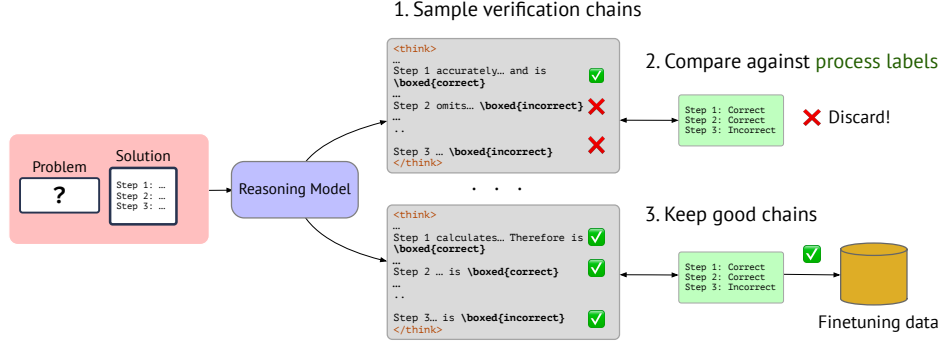 1. Sample verification chains
<think>
…
Step 1 accurately… and is
\boxed{correct}
…
Step 2 omits… \boxed{incorrect}
…
..
Step 3 … \boxed{incorrect}
</think>
2. Compare against process labels
Step 1: Correct
Step 2: Correct
Step 3: Incorrect
Discard!
Problem
?
Solution
Step 1: …
Step 2: …
Step 3: …
Reasoning Model
. . .
<think>
…
Step 1 calculates… Therefore is
\boxed{correct}
…
Step 2 … is \boxed{correct}
…
..
Step 3… is \boxed{incorrect}
</think>
3. Keep good chains
Step 1: Correct
Step 2: Correct
Step 3: Incorrect
Finetuning data